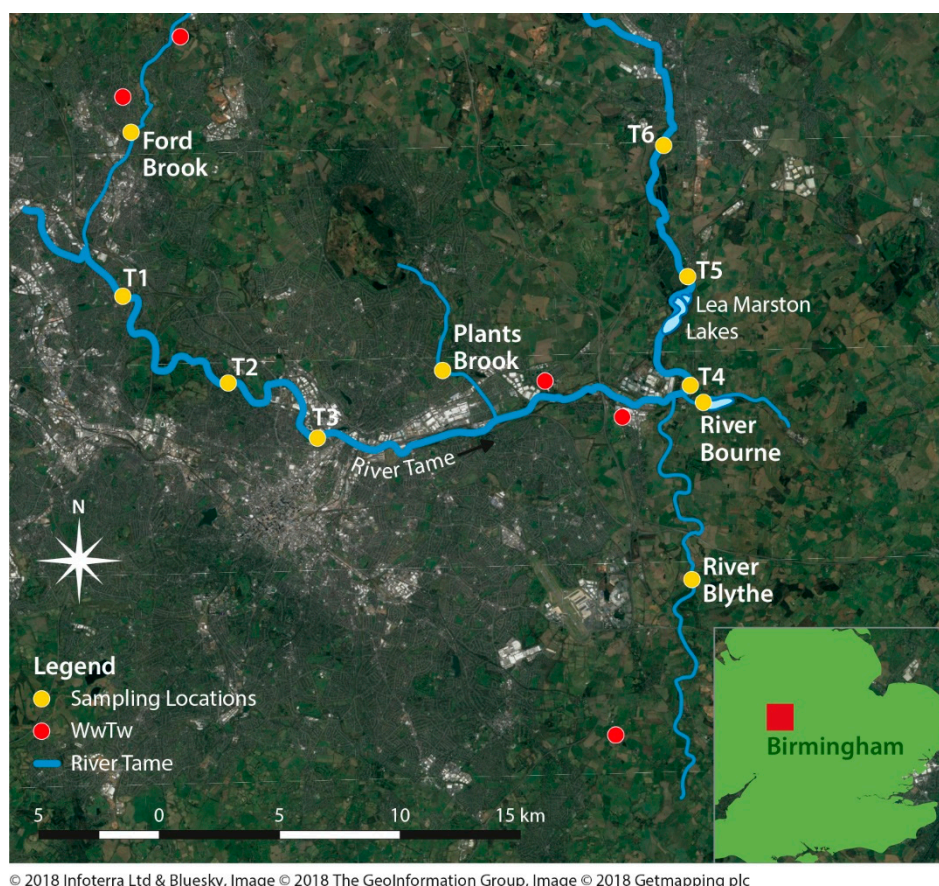 Ford
Brook
T1
T2
T3
Plants
Brook
T6
T5
Lea Marston
Lakes
T4
River
Bourne
River Tame
River
Blythe
N
Legend
Sampling Locations
WwTw
River Tame
5 0 5 10 15 km
Birmingham
© 2018 Infoterra Ltd & Bluesky, Image © 2018 The GeoInformation Group, Image © 2018 Getmapping plc